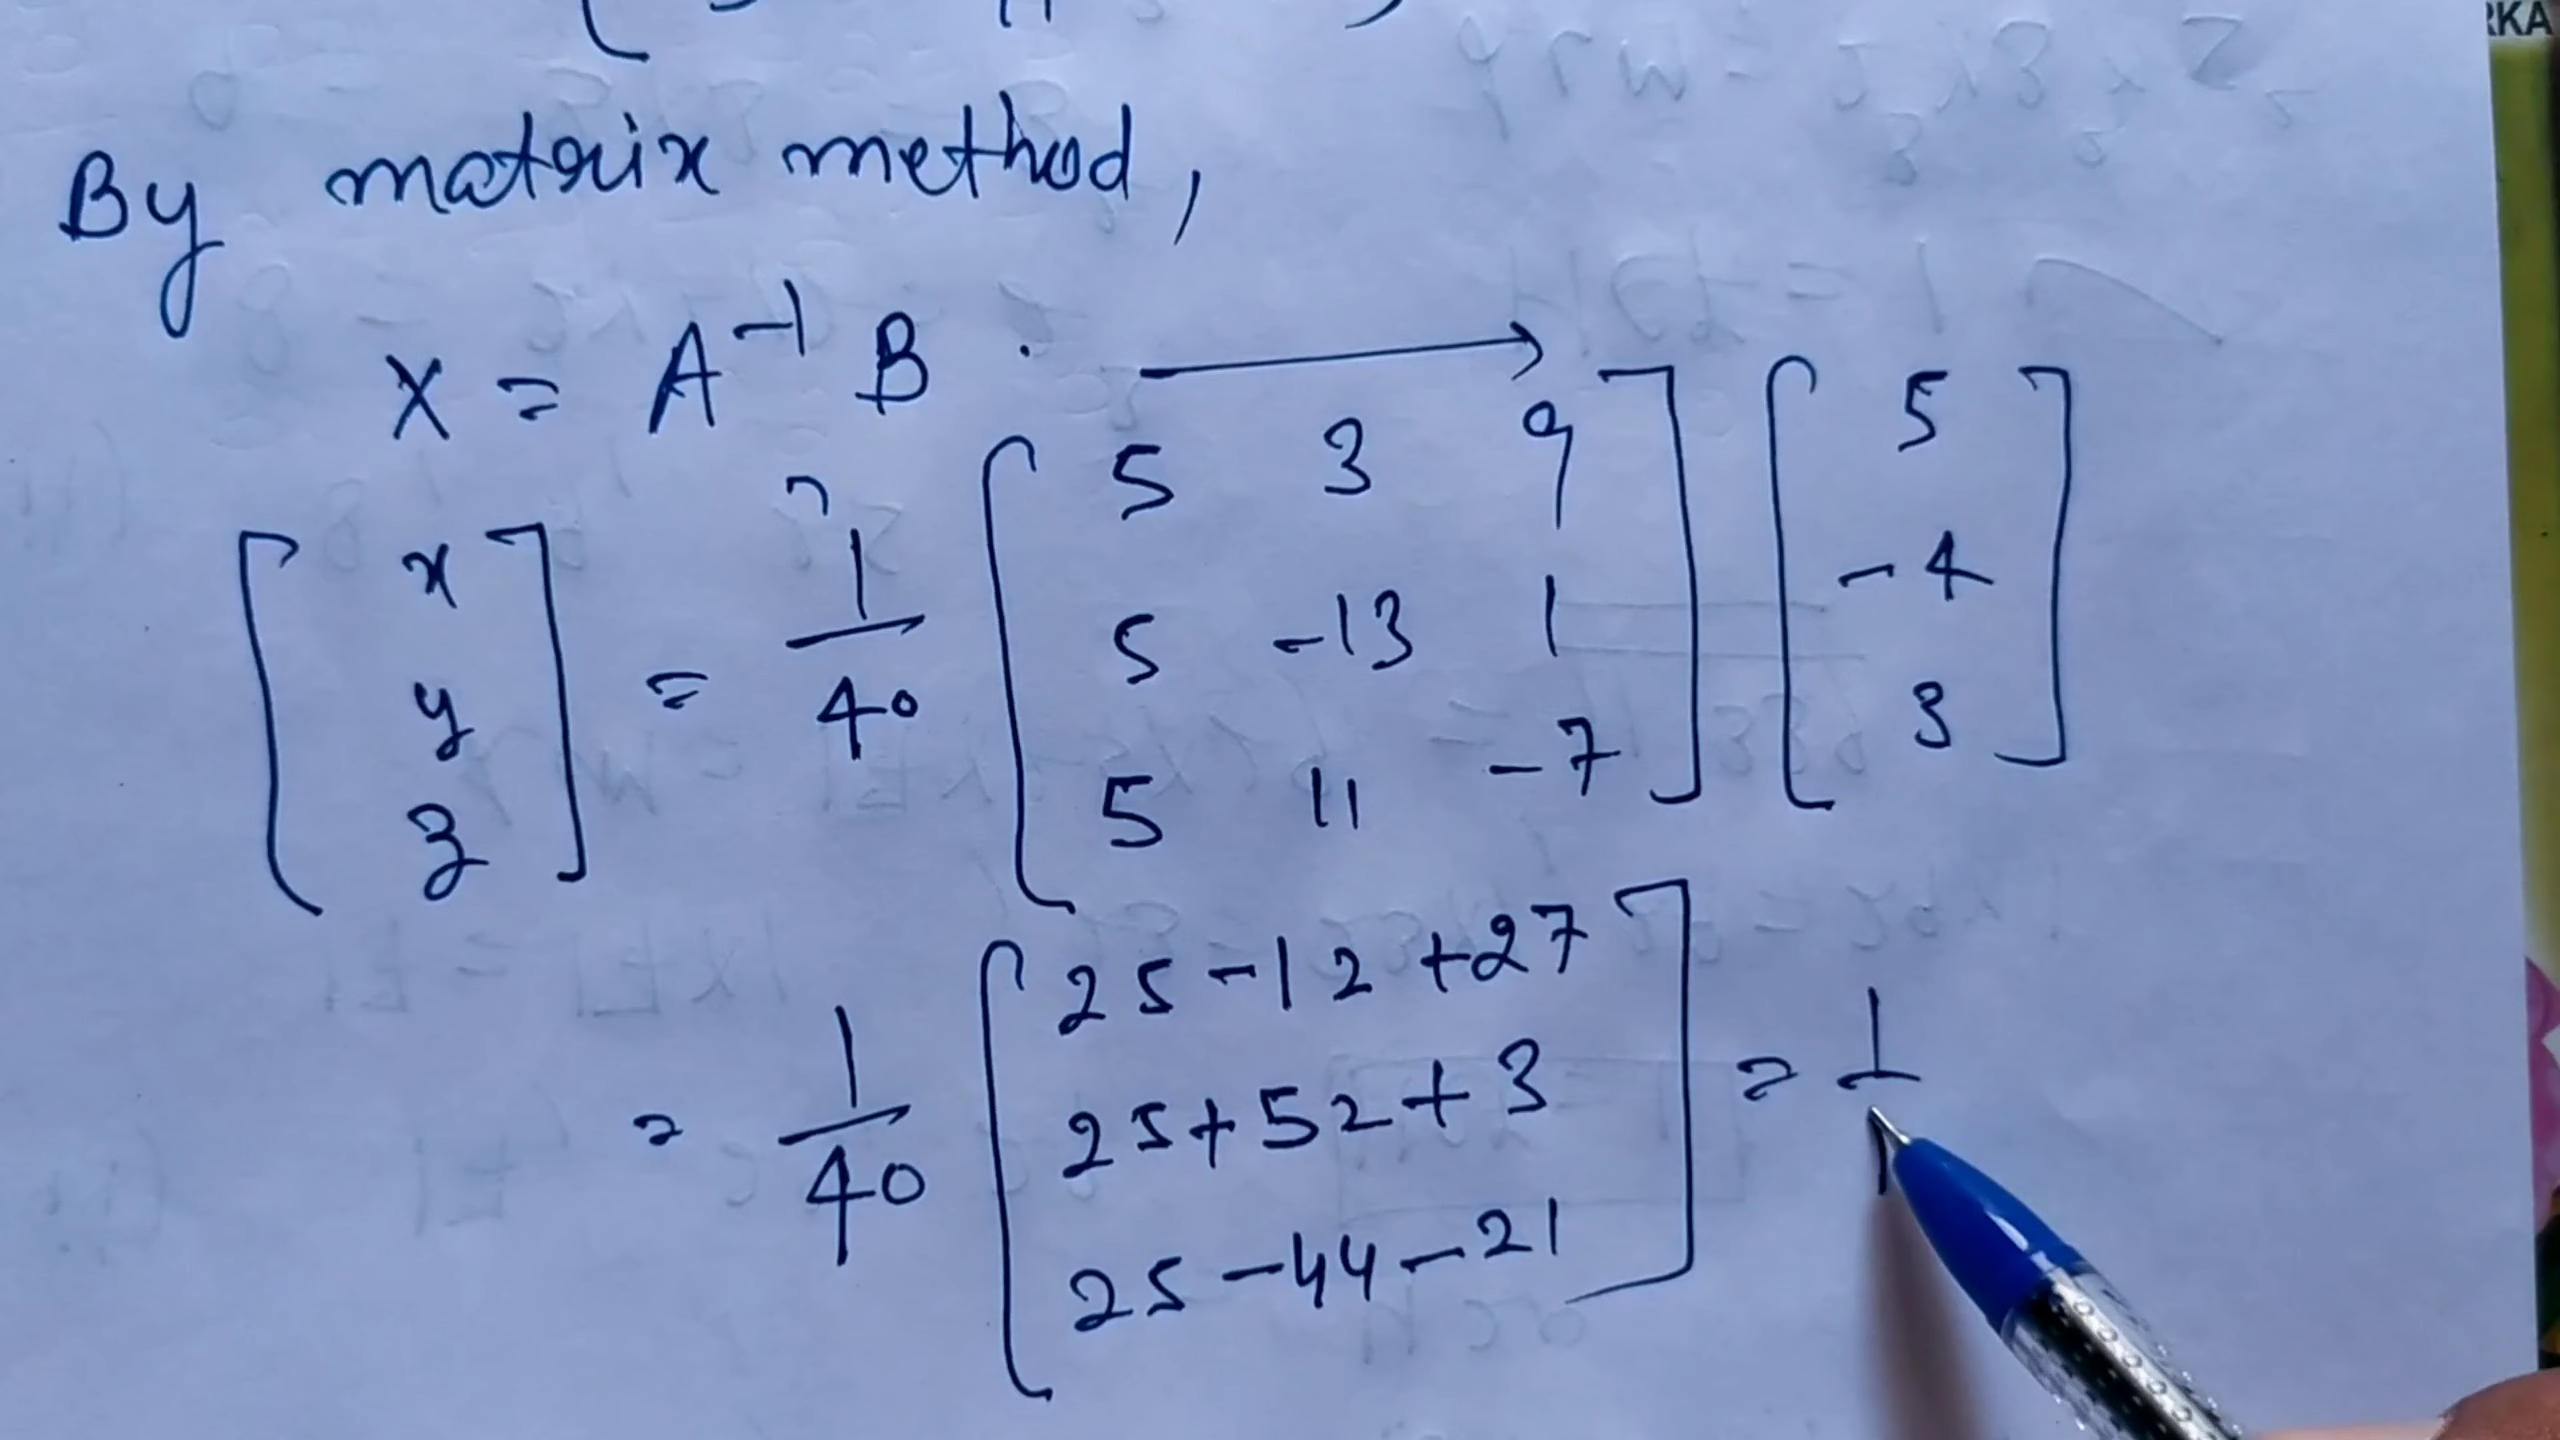 RKA
By matrix method,
X = A⁻¹ B .
[x y z] = 1/40 [5 3 9; 5 -13 1; 5 11 -7] [5; -4; 3]
= 1/40 [25-12+27; 25+52+3; 25-44-21] = 1